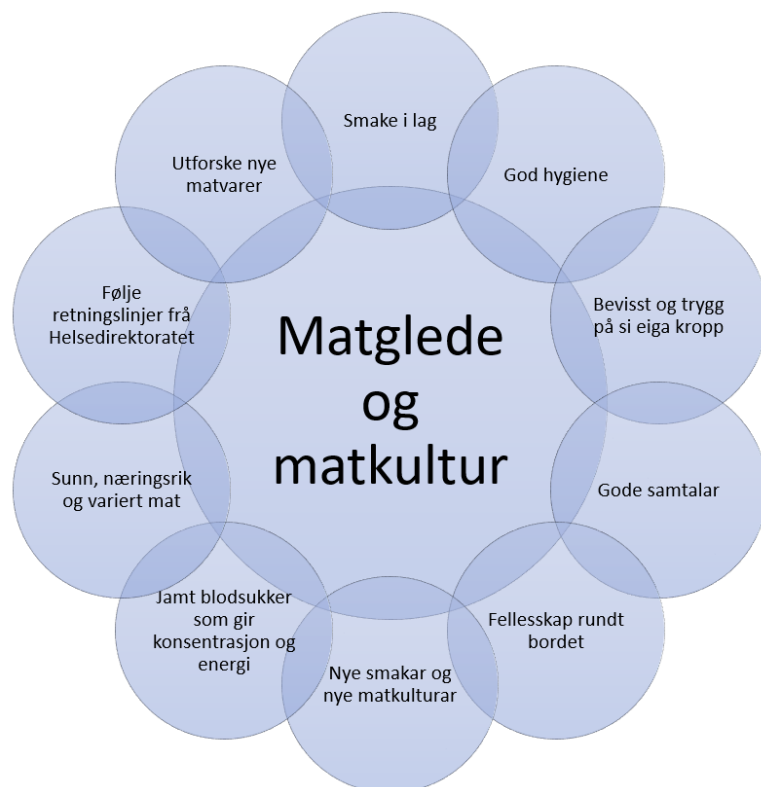 Smake i lag
God hygiene
Bevisst og trygg
på si eiga kropp
Gode samtalar
Fellesskap rundt
bordet
Nye smakar og
nye matkulturar
Jamt blodsukker
som gir
konsentrasjon og
energi
Sunn, næringsrik
og variert mat
Følje
retningslinjer frå
Helsedirektoratet
Utforske nye
matvarer
Matglede
og
matkultur